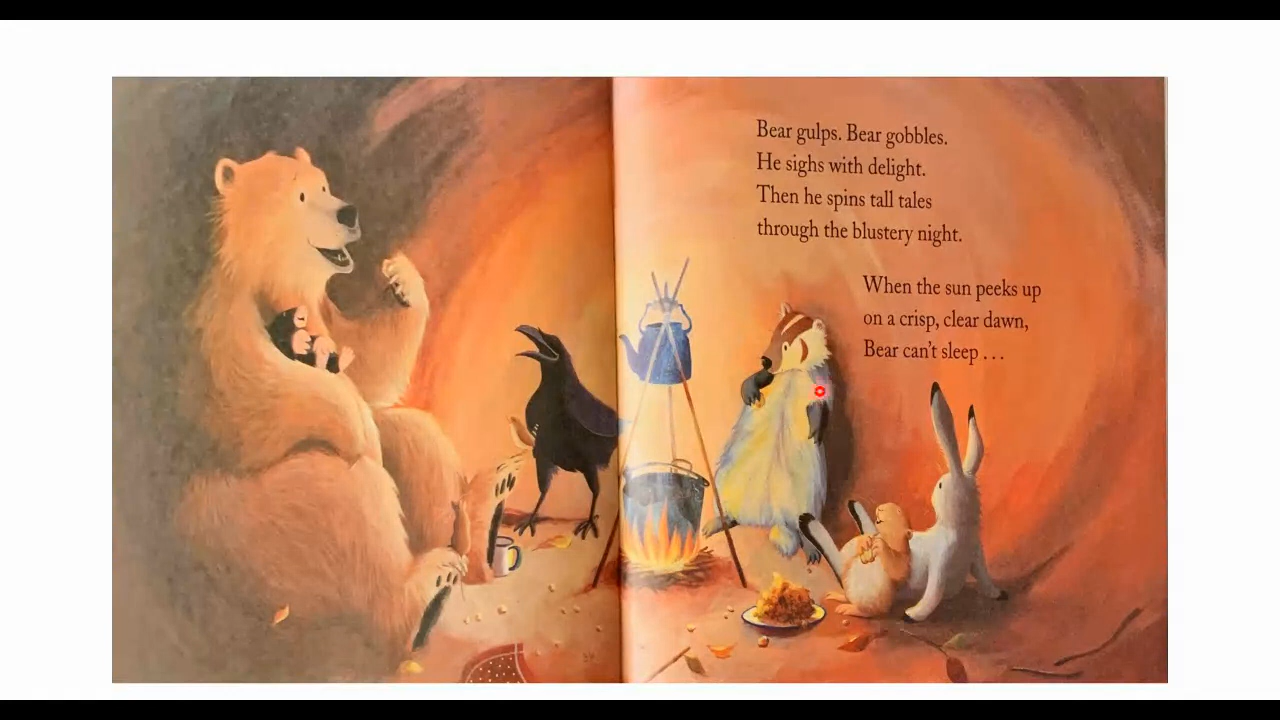 Bear gulps. Bear gobbles.
He sighs with delight.
Then he spins tall tales
through the blustery night.
When the sun peeks up
on a crisp, clear dawn,
Bear can't sleep . . .